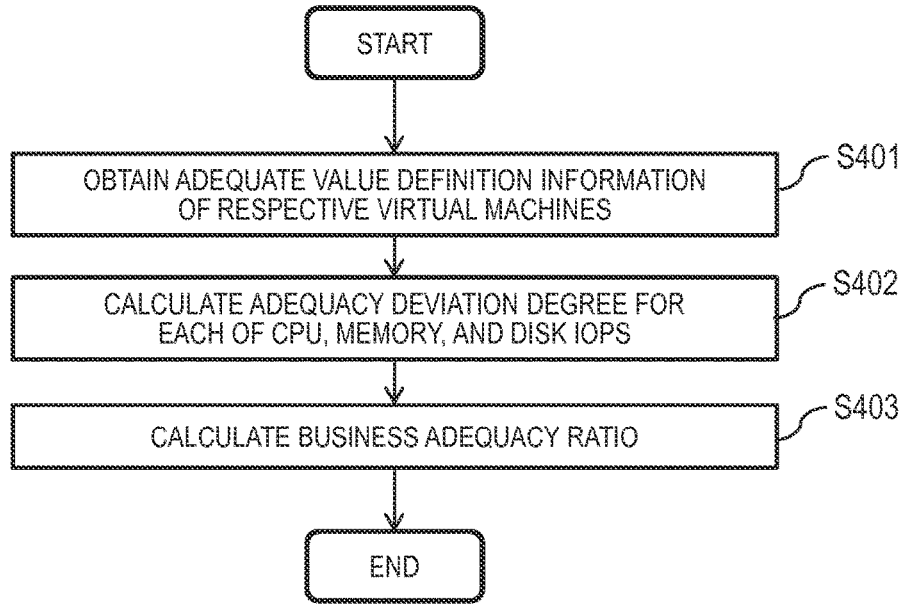 START
OBTAIN ADEQUATE VALUE DEFINITION INFORMATION
OF RESPECTIVE VIRTUAL MACHINES
S401
CALCULATE ADEQUACY DEVIATION DEGREE FOR
EACH OF CPU, MEMORY, AND DISK IOPS
S402
CALCULATE BUSINESS ADEQUACY RATIO
S403
END